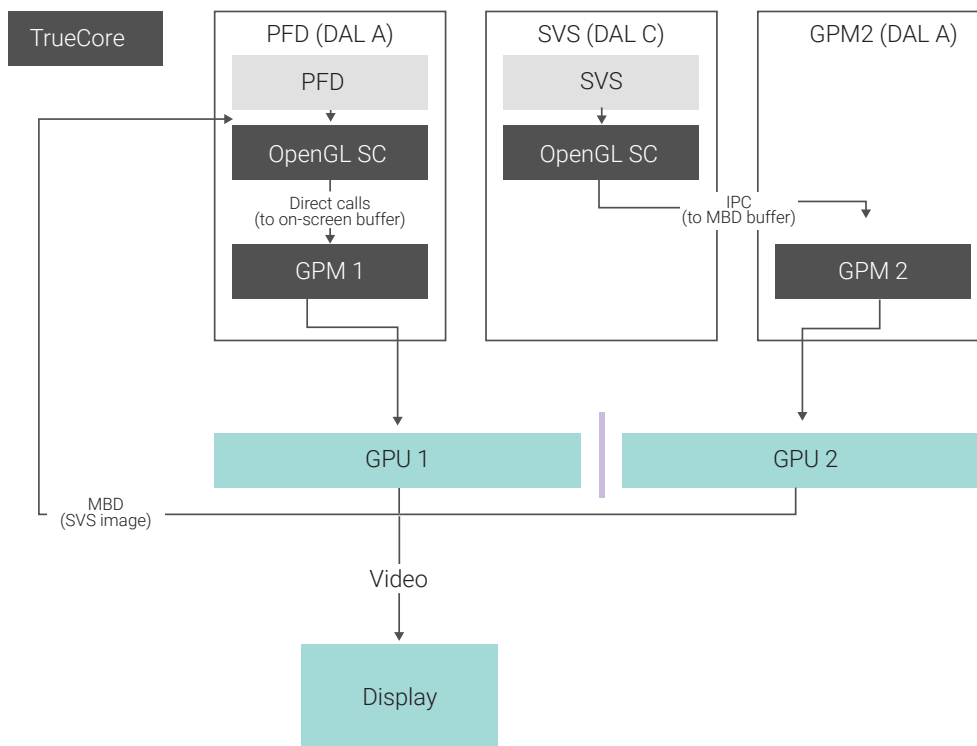 TrueCore
PFD (DAL A)
SVS (DAL C)
GPM2 (DAL A)
PFD
SVS
OpenGL SC
OpenGL SC
Direct calls
(to on-screen buffer)
IPC
(to MBD buffer)
GPM 1
GPM 2
GPU 1
GPU 2
MBD
(SVS image)
Video
Display